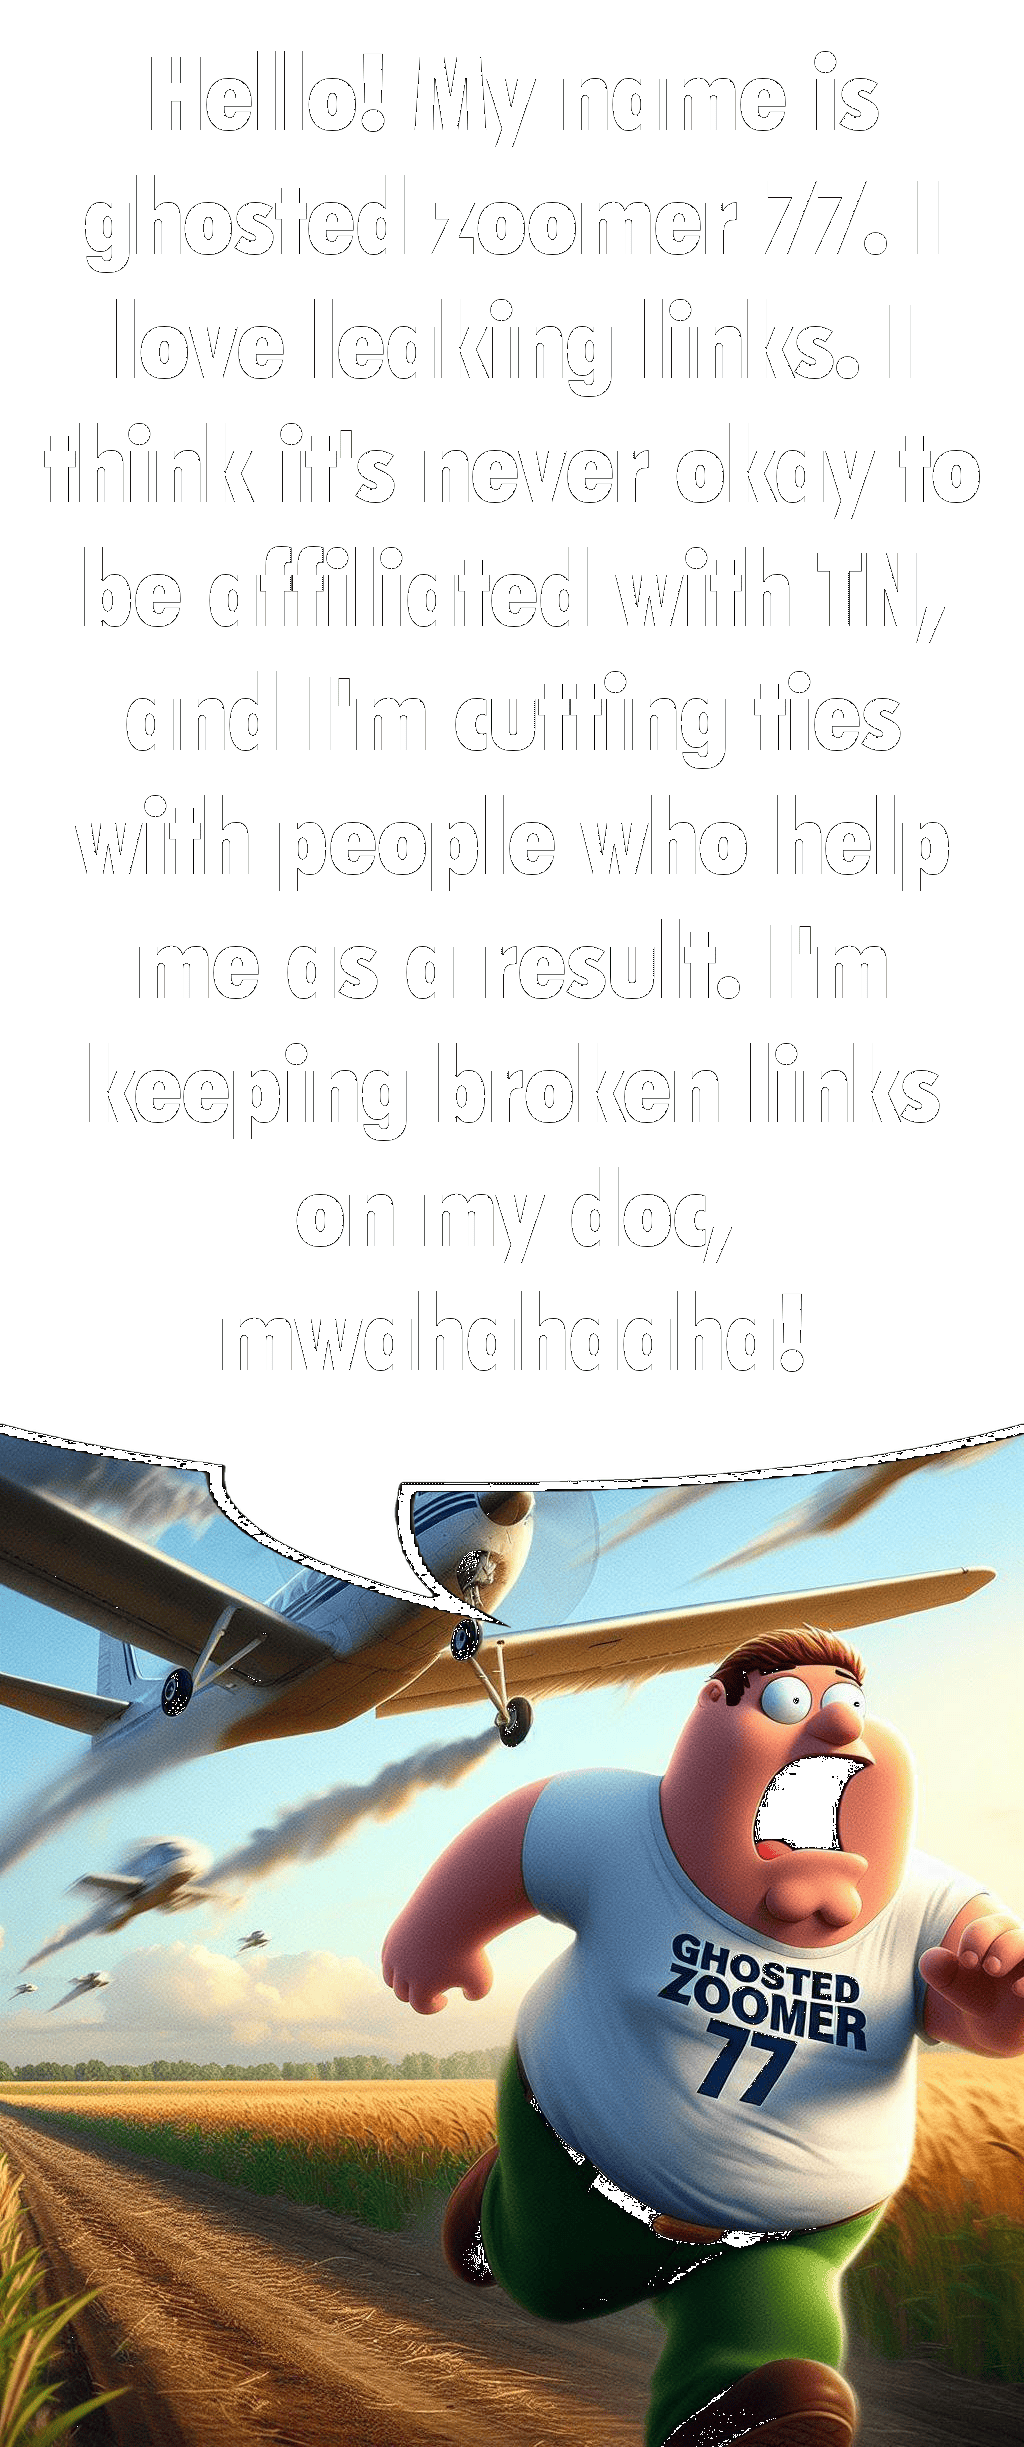 Hello! My name is
ghosted zoomer 77. I
love leaking links. I
think it's never okay to
be affiliated with TN,
and I'm cutting ties
with people who help
me as a result. I'm
keeping broken links
on my doc,
mwahahaaha!
GHOSTED
ZOOMER
77